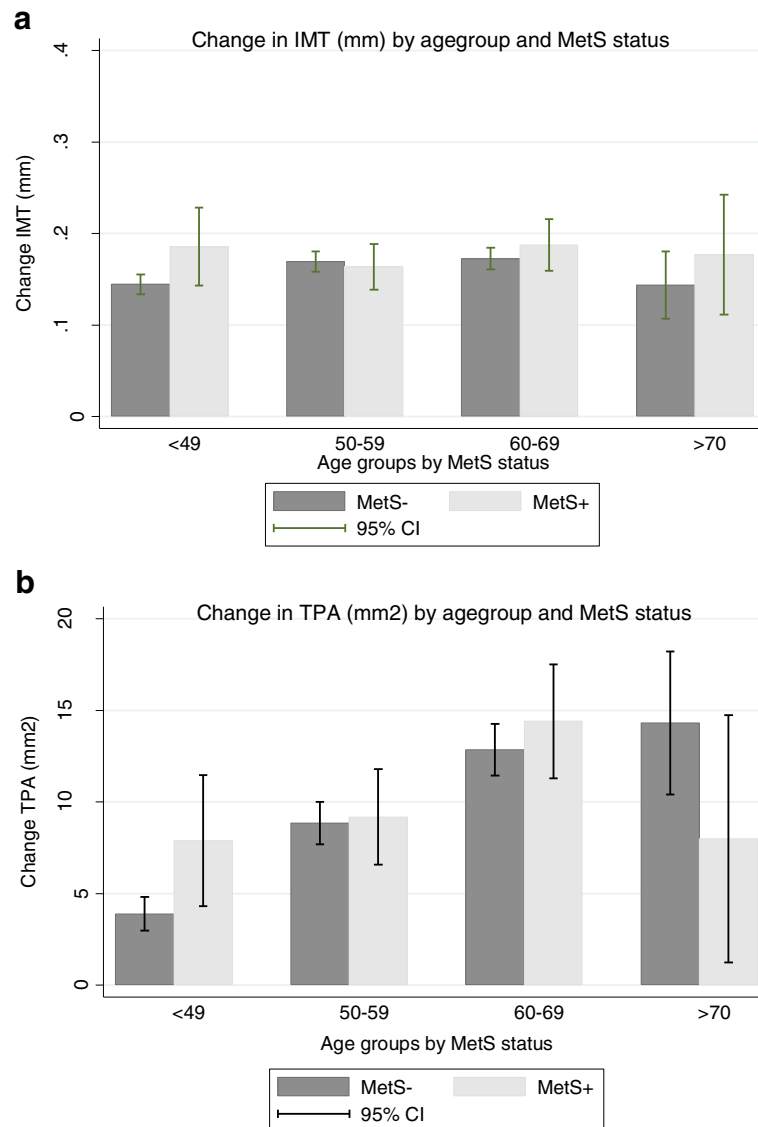 a
Change in IMT (mm) by agegroup and MetS status
Change IMT (mm)
.4
.3
.2
.1
0
<49 50-59 60-69 >70
Age groups by MetS status
MetS- MetS+
95% CI
b
Change in TPA (mm2) by agegroup and MetS status
Change TPA (mm2)
20
15
10
5
0
<49 50-59 60-69 >70
Age groups by MetS status
MetS- MetS+
95% CI